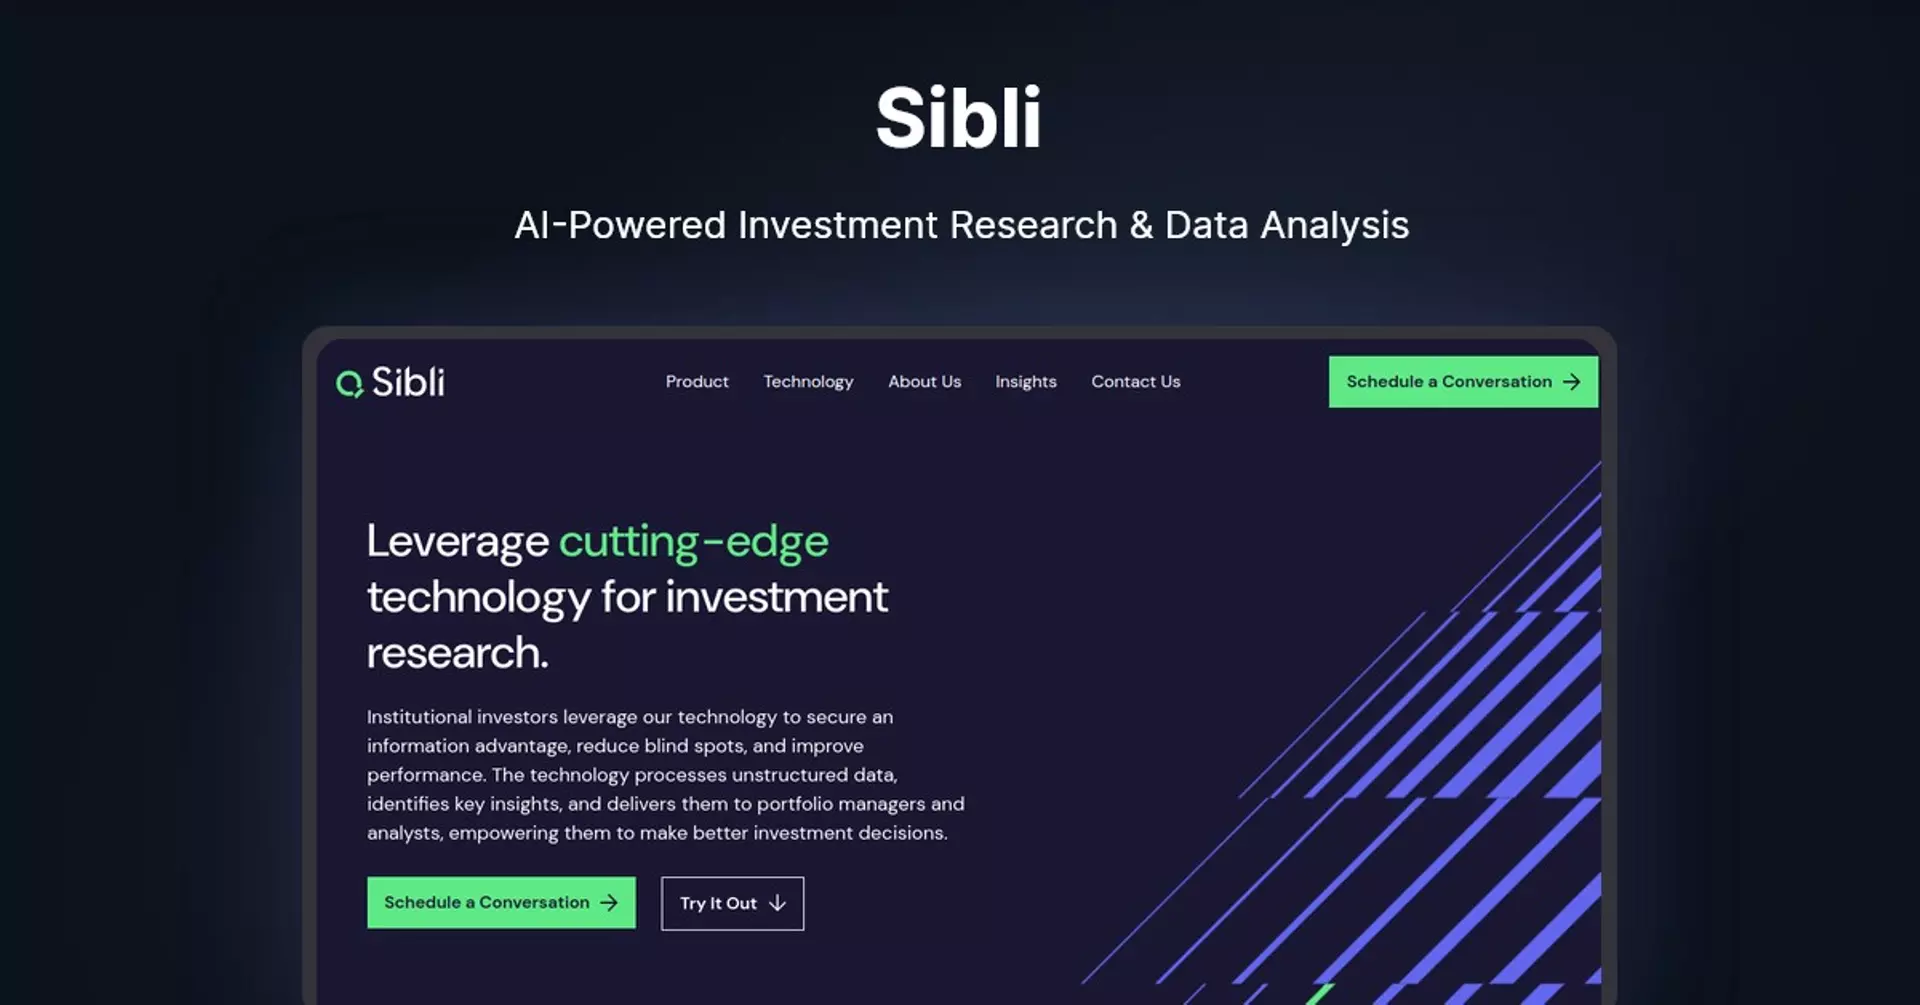 Sibli
AI-Powered Investment Research & Data Analysis
Sibli
Product
Technology
About Us
Insights
Contact Us
Schedule a Conversation
Leverage cutting-edge
technology for investment
research.
Institutional investors leverage our technology to secure an
information advantage, reduce blind spots, and improve
performance. The technology processes unstructured data,
identifies key insights, and delivers them to portfolio managers and
analysts, empowering them to make better investment decisions.
Schedule a Conversation
Try It Out